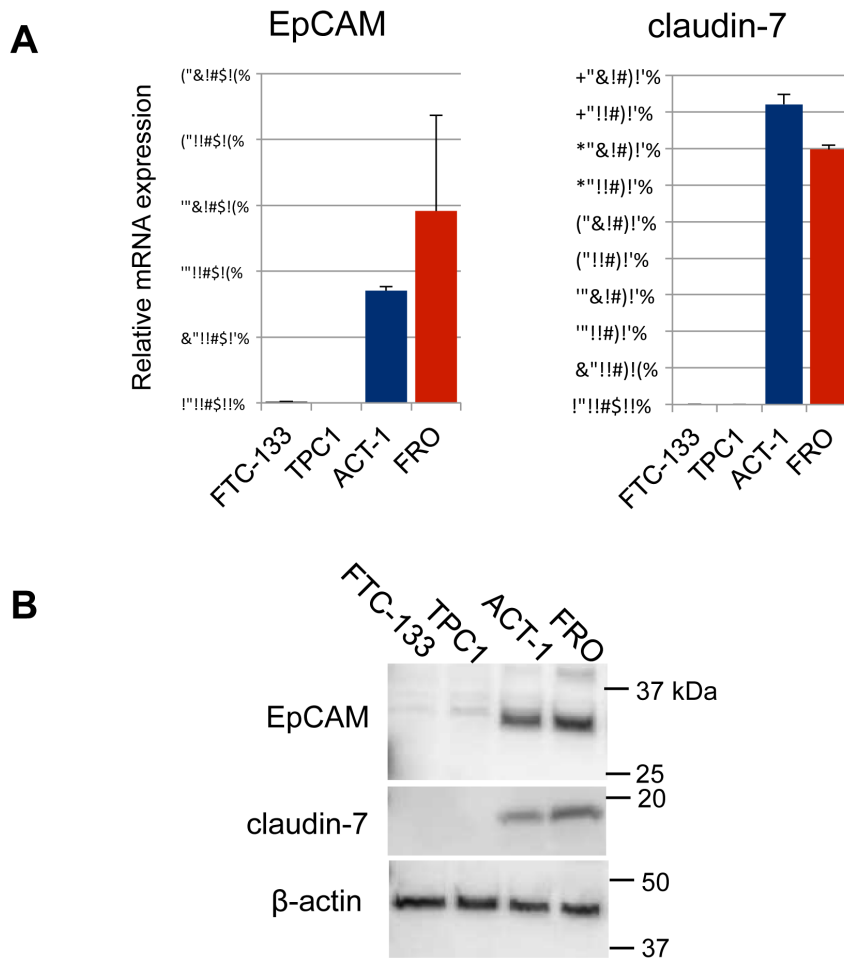 A
EpCAM
claudin-7
Relative mRNA expression
("&!#$!(%
("!!#$!(%
'"&!#$!(%
'"!!#$!(%
&"!!#$!'%
!"!!#$!!%
FTC-133
TPC1
ACT-1
FRO
+"&!#)!'%
+"!!#)!'%
*"&!#)!'%
*"!!#)!'%
("&!#)!'%
("!!#)!'%
'"&!#)!'%
'"!!#)!'%
&"!!#)!(%
!"!!#$!!%
FTC-133
TPC1
ACT-1
FRO
B
FTC-133
TPC1
ACT-1
FRO
EpCAM
37 kDa
25
claudin-7
20
β-actin
50
37